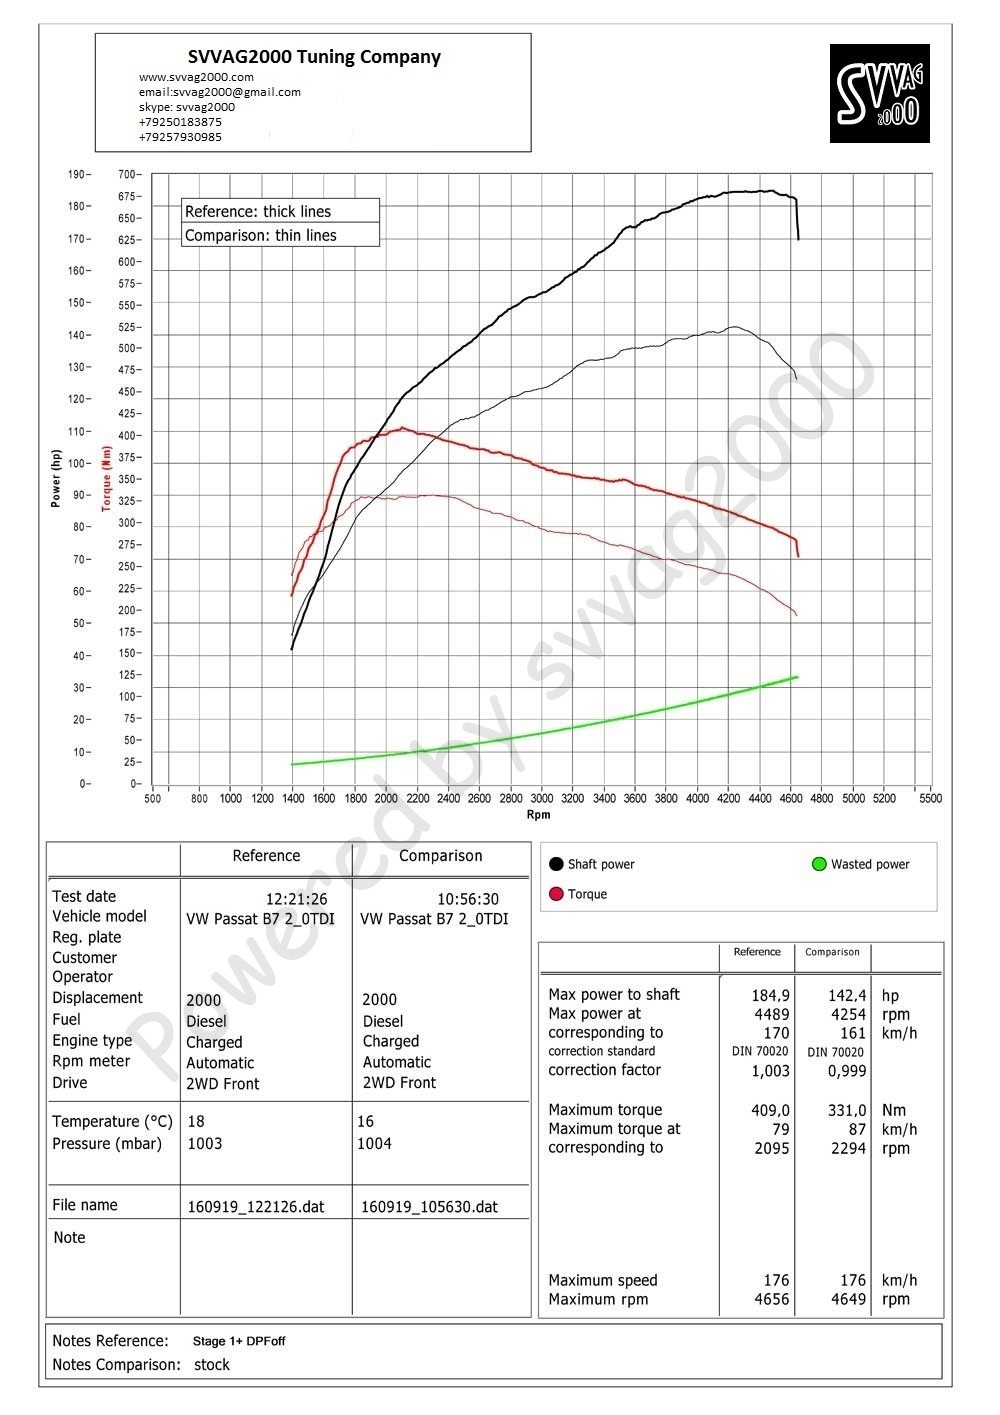 SVVAG2000 Tuning Company
www.svvag2000.com
email:svvag2000@gmail.com
skype: svvag2000
+79250183875
+79257930985
SVVAG
2000
Reference: thick lines
Comparison: thin lines
Power (hp)
190 180 170 160 150 140 130 120 110 100 90 80 70 60 50 40 30 20 10 0
Torque (Nm)
700 675 650 625 600 575 550 525 500 475 450 425 400 375 350 325 300 275 250 225 200 175 150 125 100 75 50 25 0
500 800 1000 1200 1400 1600 1800 2000 2200 2400 2600 2800 3000 3200 3400 3600 3800 4000 4200 4400 4600 4800 5000 5200 5500
Rpm
Powered by svvag2000
Reference Comparison
Test date 12:21:26 10:56:30
Vehicle model VW Passat B7 2_0TDI VW Passat B7 2_0TDI
Reg. plate
Customer
Operator
Displacement 2000 2000
Fuel Diesel Diesel
Engine type Charged Charged
Rpm meter Automatic Automatic
Drive 2WD Front 2WD Front
Temperature (°C) 18 16
Pressure (mbar) 1003 1004
File name 160919_122126.dat 160919_105630.dat
Note
Shaft power Wasted power
Torque
Reference Comparison
Max power to shaft 184,9 142,4 hp
Max power at 4489 4254 rpm
corresponding to 170 161 km/h
correction standard DIN 70020 DIN 70020
correction factor 1,003 0,999
Maximum torque 409,0 331,0 Nm
Maximum torque at 79 87 km/h
corresponding to 2095 2294 rpm
Maximum speed 176 176 km/h
Maximum rpm 4656 4649 rpm
Notes Reference: Stage 1+ DPFoff
Notes Comparison: stock